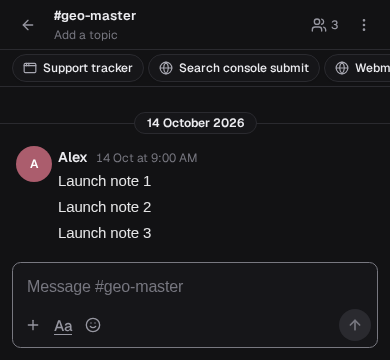 #geo-master
Add a topic
3
Support tracker
Search console submit
Webm
14 October 2026
A
Alex 14 Oct at 9:00 AM
Launch note 1
Launch note 2
Launch note 3
Message #geo-master
Aa